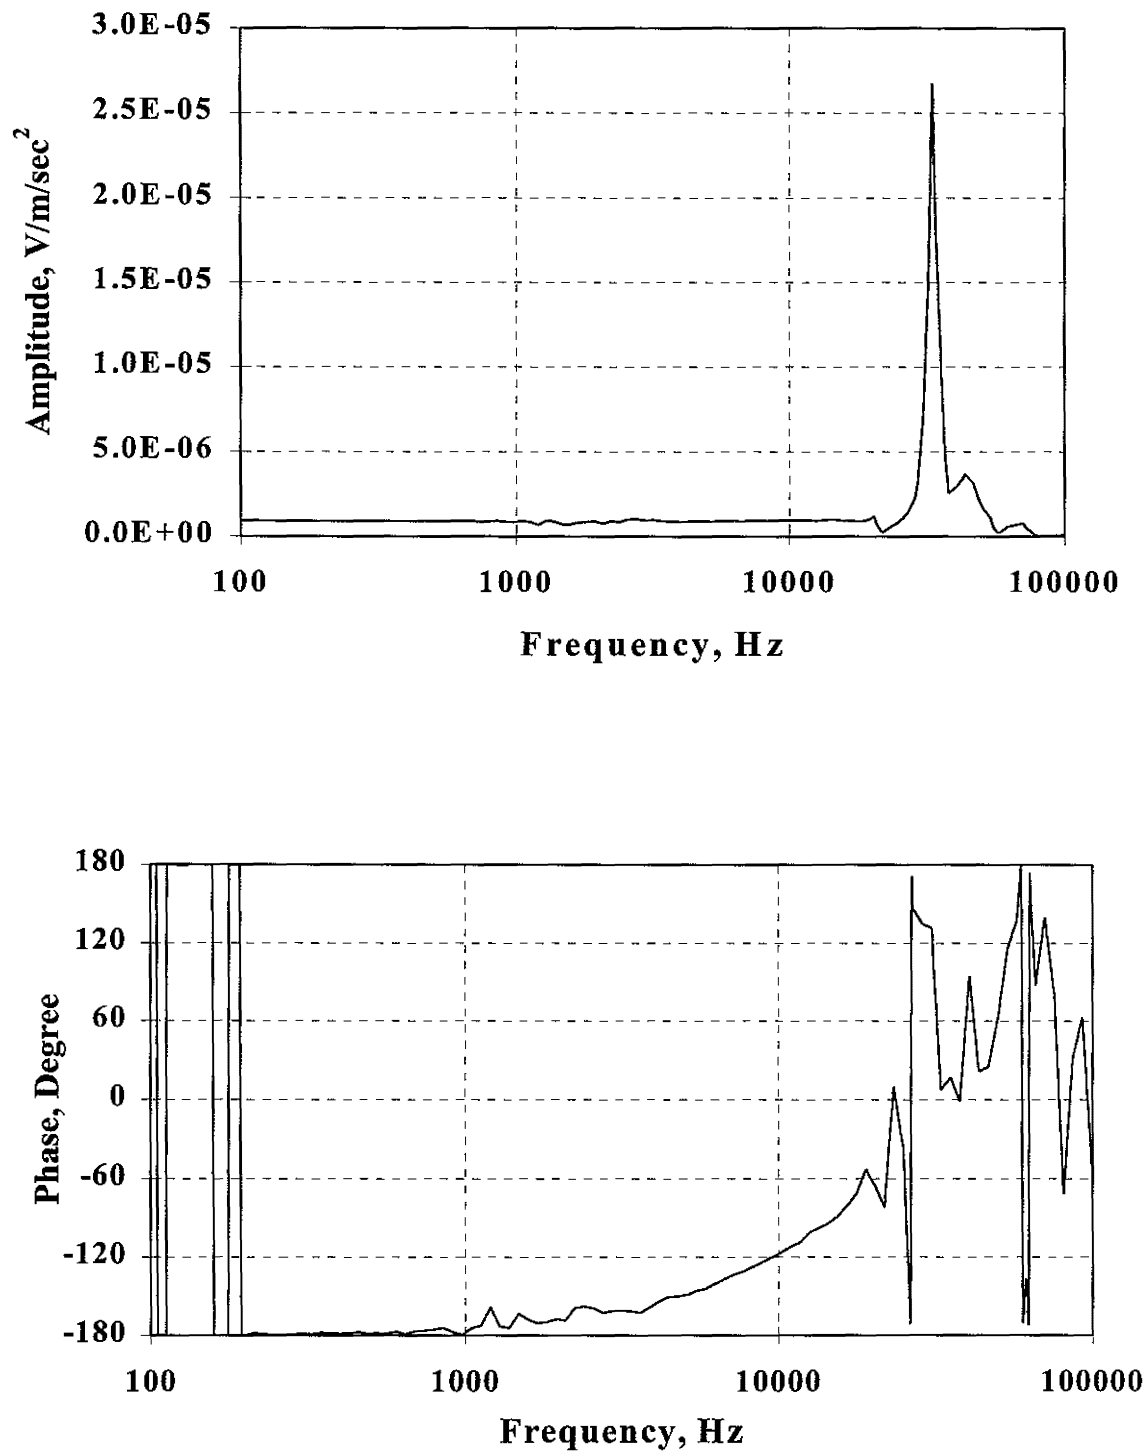 3.0E-05
2.5E-05
2.0E-05
1.5E-05
1.0E-05
5.0E-06
0.0E+00
Amplitude, V/m/sec²
100 1000 10000 100000
Frequency, Hz
180
120
60
0
-60
-120
-180
Phase, Degree
100 1000 10000 100000
Frequency, Hz